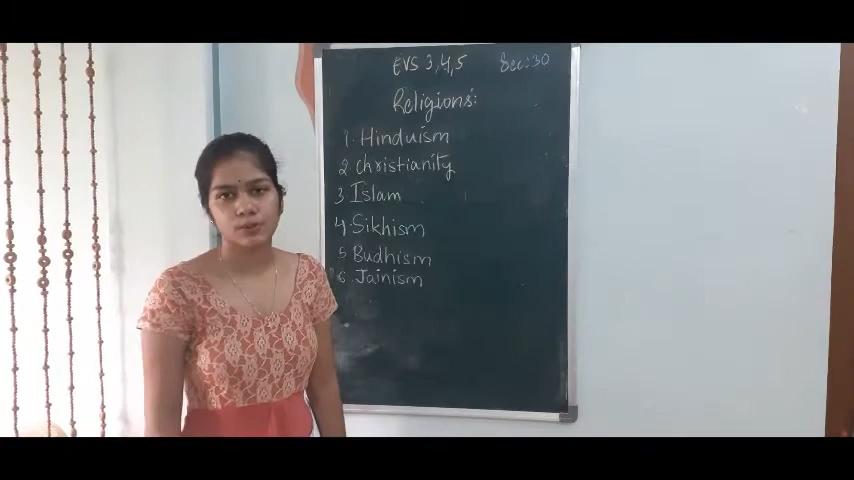 EVS 3,4,5 Sec:30
Religions:
1. Hinduism
2 Christianity
3 Islam
4 Sikhism
5 Budhism
6 Jainism